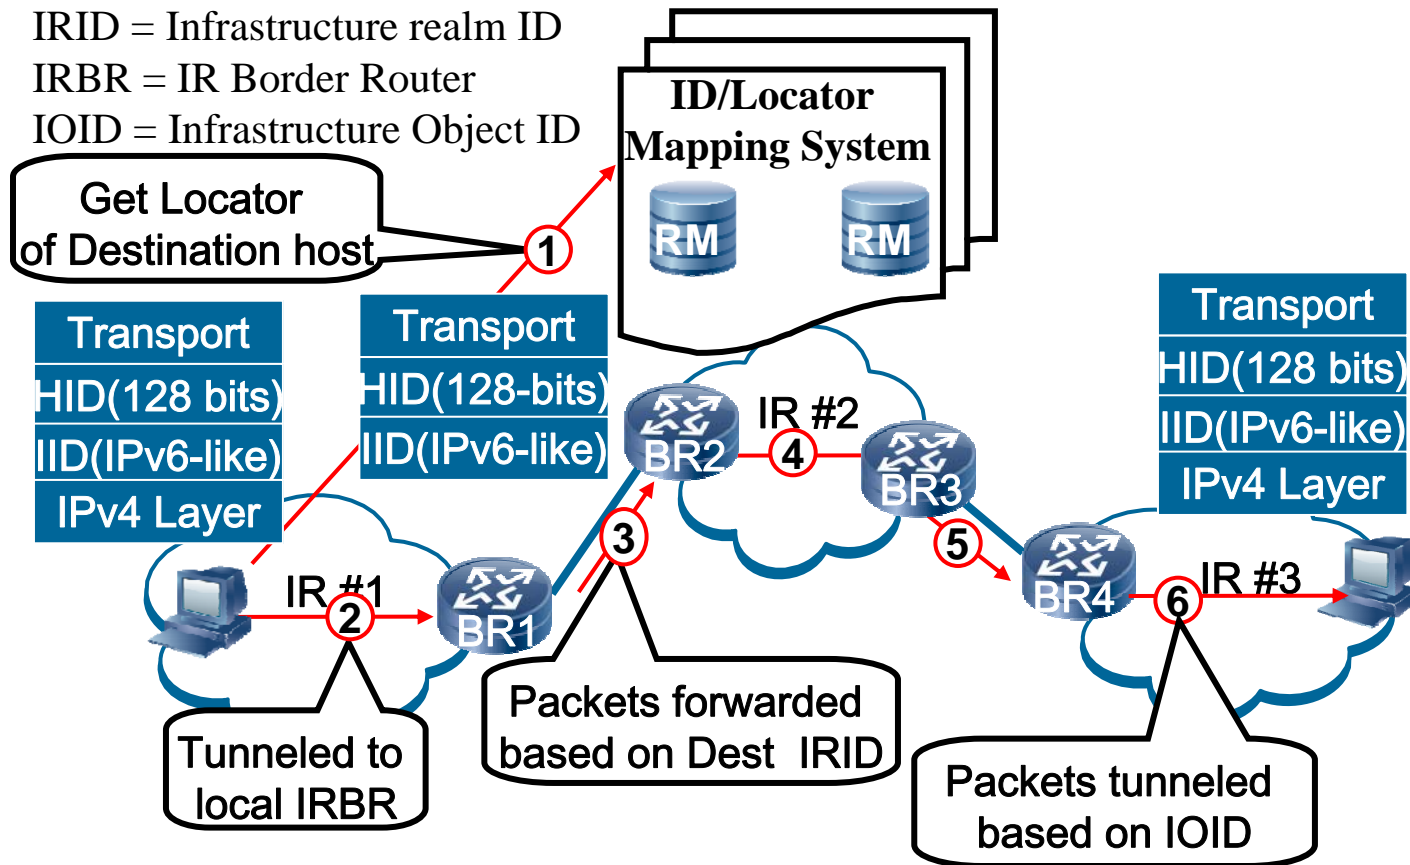 IRID = Infrastructure realm ID
IRBR = IR Border Router
IOID = Infrastructure Object ID
ID/Locator
Mapping System
RM
RM
Get Locator
of Destination host
1
Transport
HID(128 bits)
IID(IPv6-like)
IPv4 Layer
Transport
HID(128-bits)
IID(IPv6-like)
Transport
HID(128 bits)
IID(IPv6-like)
IPv4 Layer
IR #1
2
BR1
3
BR2
IR #2
4
BR3
5
BR4
IR #3
6
Tunneled to
local IRBR
Packets forwarded
based on Dest IRID
Packets tunneled
based on IOID